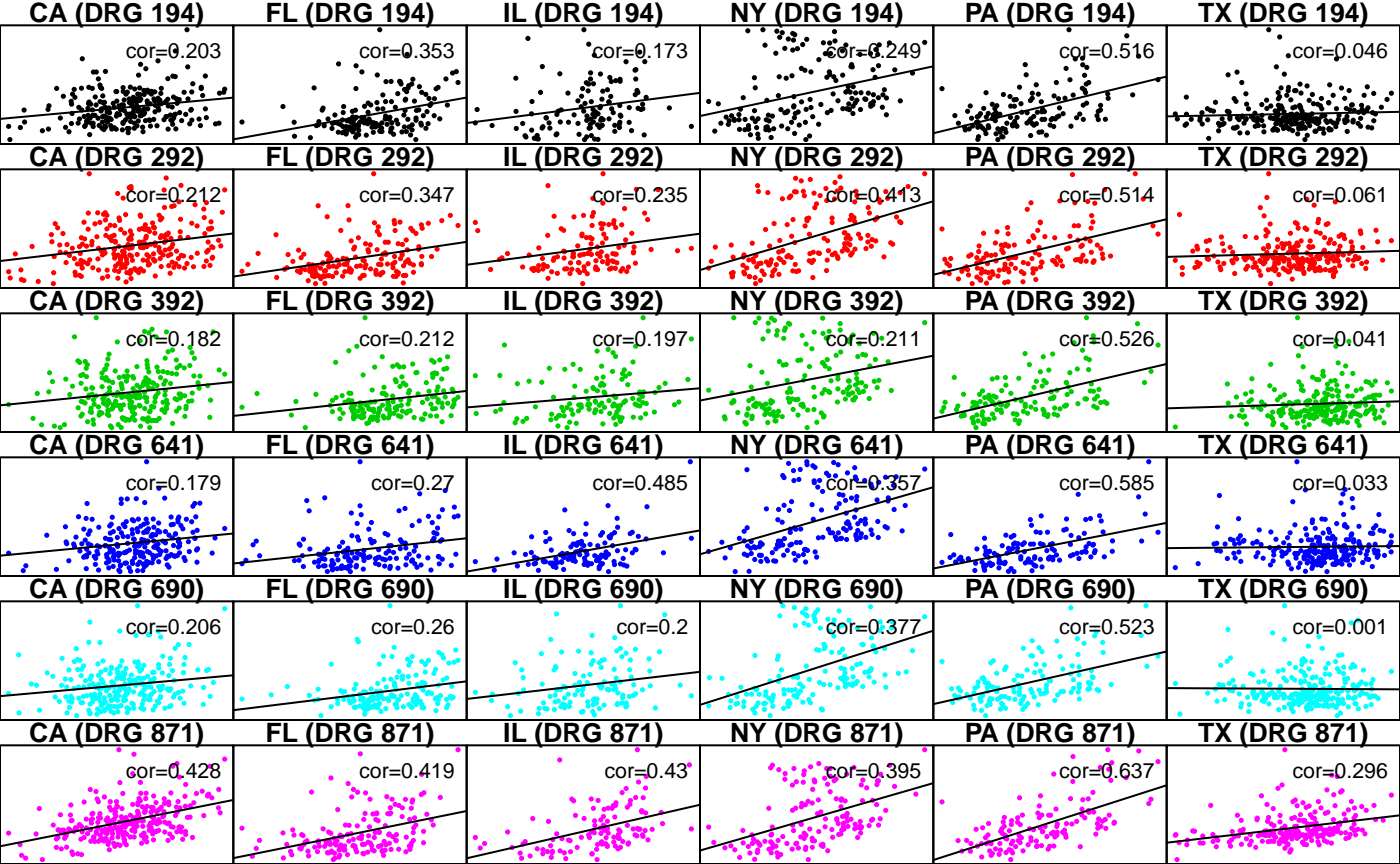 CA (DRG 194) FL (DRG 194) IL (DRG 194) NY (DRG 194) PA (DRG 194) TX (DRG 194)
cor=0.203 cor=0.353 cor=0.173 cor=0.249 cor=0.516 cor=0.046
CA (DRG 292) FL (DRG 292) IL (DRG 292) NY (DRG 292) PA (DRG 292) TX (DRG 292)
cor=0.212 cor=0.347 cor=0.235 cor=0.413 cor=0.514 cor=0.061
CA (DRG 392) FL (DRG 392) IL (DRG 392) NY (DRG 392) PA (DRG 392) TX (DRG 392)
cor=0.182 cor=0.212 cor=0.197 cor=0.211 cor=0.526 cor=0.041
CA (DRG 641) FL (DRG 641) IL (DRG 641) NY (DRG 641) PA (DRG 641) TX (DRG 641)
cor=0.179 cor=0.27 cor=0.485 cor=0.357 cor=0.585 cor=0.033
CA (DRG 690) FL (DRG 690) IL (DRG 690) NY (DRG 690) PA (DRG 690) TX (DRG 690)
cor=0.206 cor=0.26 cor=0.2 cor=0.377 cor=0.523 cor=0.001
CA (DRG 871) FL (DRG 871) IL (DRG 871) NY (DRG 871) PA (DRG 871) TX (DRG 871)
cor=0.428 cor=0.419 cor=0.43 cor=0.395 cor=0.637 cor=0.296